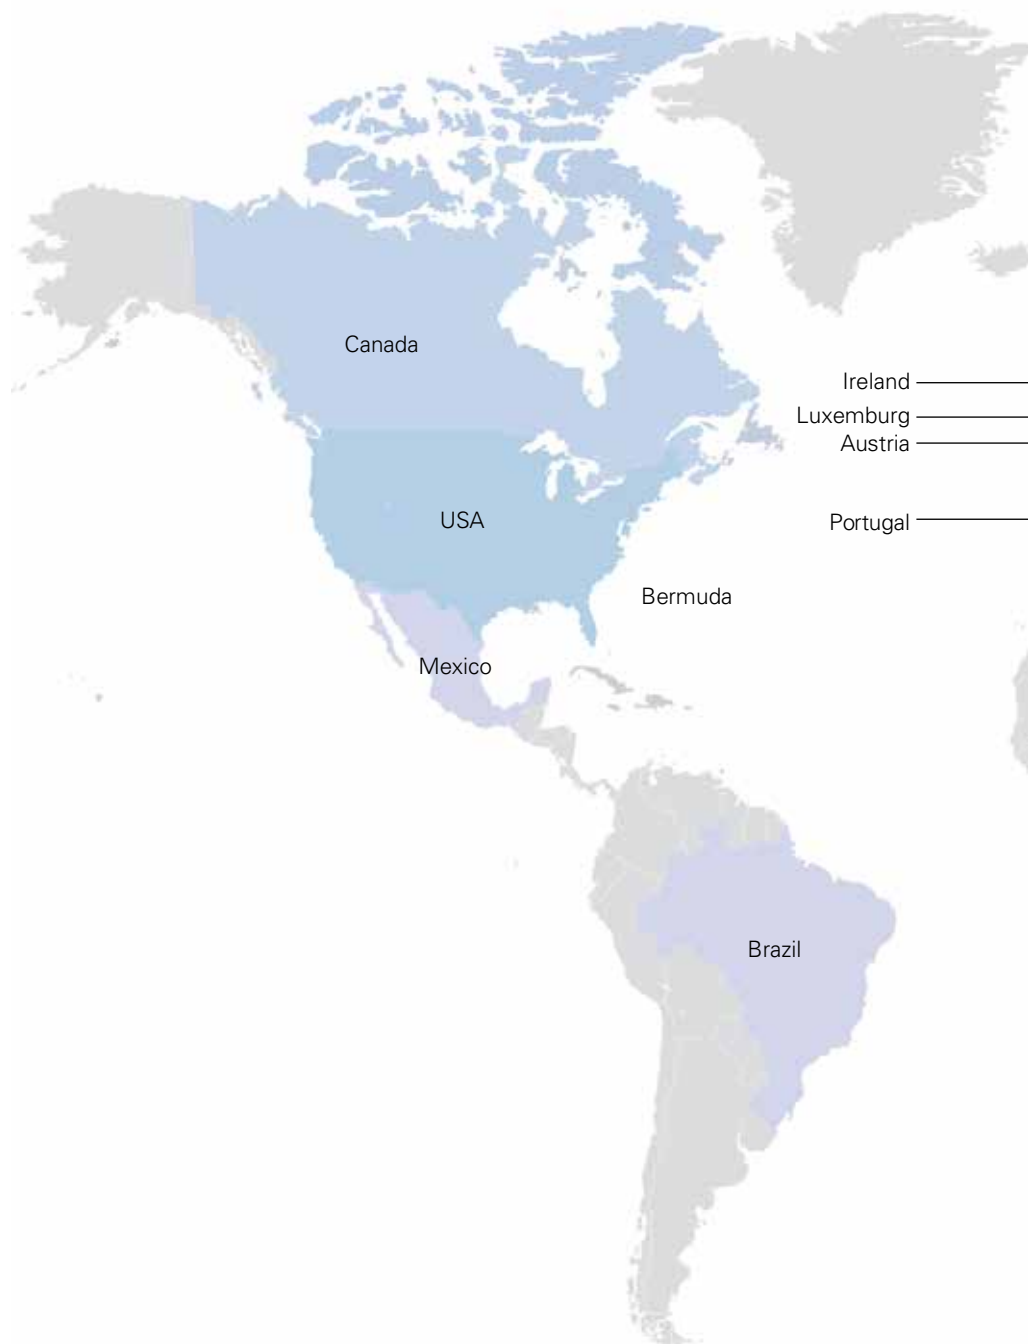 Canada
Ireland
Luxemburg
Austria
USA
Portugal
Bermuda
Mexico
Brazil